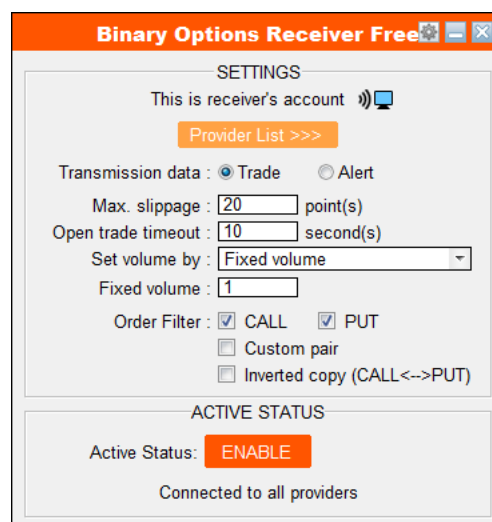 Binary Options Receiver Free
SETTINGS
This is receiver's account
Provider List >>>
Transmission data : Trade Alert
Max. slippage : 20 point(s)
Open trade timeout : 10 second(s)
Set volume by : Fixed volume
Fixed volume : 1
Order Filter : CALL PUT
Custom pair
Inverted copy (CALL<-->PUT)
ACTIVE STATUS
Active Status: ENABLE
Connected to all providers